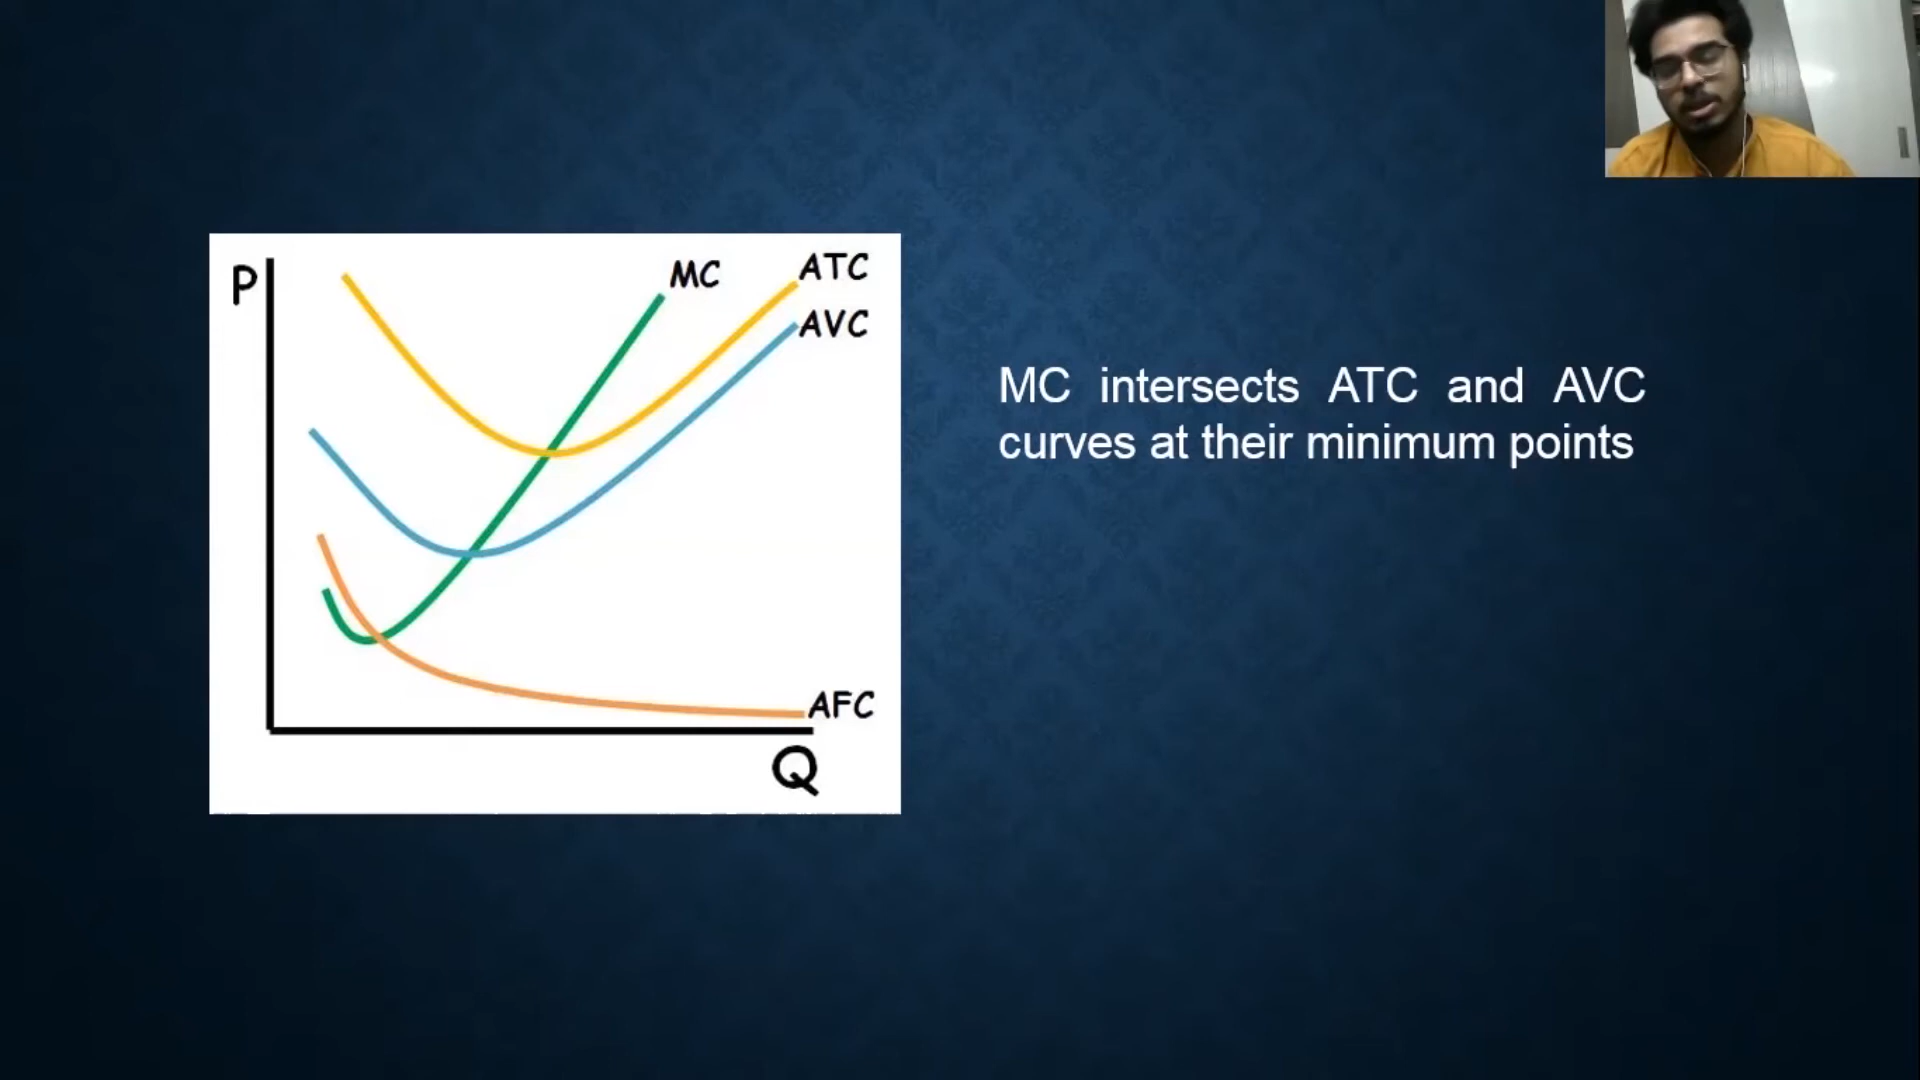 P
MC
ATC
AVC
AFC
Q
MC intersects ATC and AVC
curves at their minimum points